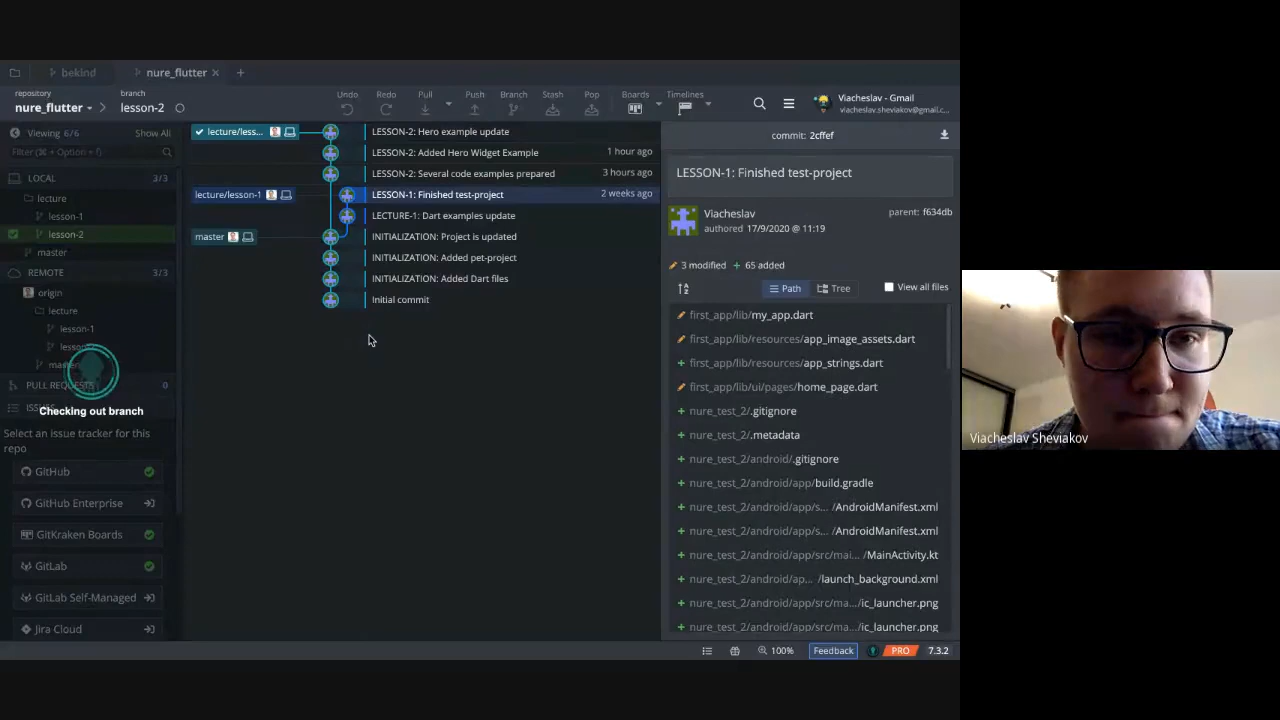 bekind
nure_flutter
repository
nure_flutter
branch
lesson-2
Undo
Redo
Pull
Push
Branch
Stash
Pop
Boards
Timelines
Viacheslav - Gmail
viacheslav.sheviakov@gmail.c...
Viewing 6/6
Show All
Filter (⌘ + Option + f)
LOCAL
3/3
lecture
lesson-1
lesson-2
master
REMOTE
3/3
origin
lecture
lesson-1
PULL REQUESTS
0
Checking out branch
Select an issue tracker for this
repo
GitHub
GitHub Enterprise
GitKraken Boards
GitLab
GitLab Self-Managed
Jira Cloud
lecture/less...
LESSON-2: Hero example update
LESSON-2: Added Hero Widget Example
1 hour ago
LESSON-2: Several code examples prepared
3 hours ago
lecture/lesson-1
LESSON-1: Finished test-project
2 weeks ago
LECTURE-1: Dart examples update
master
INITIALIZATION: Project is updated
INITIALIZATION: Added pet-project
INITIALIZATION: Added Dart files
Initial commit
commit: 2cffef
LESSON-1: Finished test-project
Viacheslav
authored 17/9/2020 @ 11:19
parent: f634db
3 modified
65 added
Path
Tree
View all files
first_app/lib/my_app.dart
first_app/lib/resources/app_image_assets.dart
first_app/lib/resources/app_strings.dart
first_app/lib/ui/pages/home_page.dart
nure_test_2/.gitignore
nure_test_2/.metadata
nure_test_2/android/.gitignore
nure_test_2/android/app/build.gradle
nure_test_2/android/app/s... /AndroidManifest.xml
nure_test_2/android/app/s... /AndroidManifest.xml
nure_test_2/android/app/src/mai... /MainActivity.kt
nure_test_2/android/ap... /launch_background.xml
nure_test_2/android/app/src/ma.../ic_launcher.png
nure_test_2/android/app/src/ma.../ic_launcher.png
100%
Feedback
PRO
7.3.2
Viacheslav Sheviakov